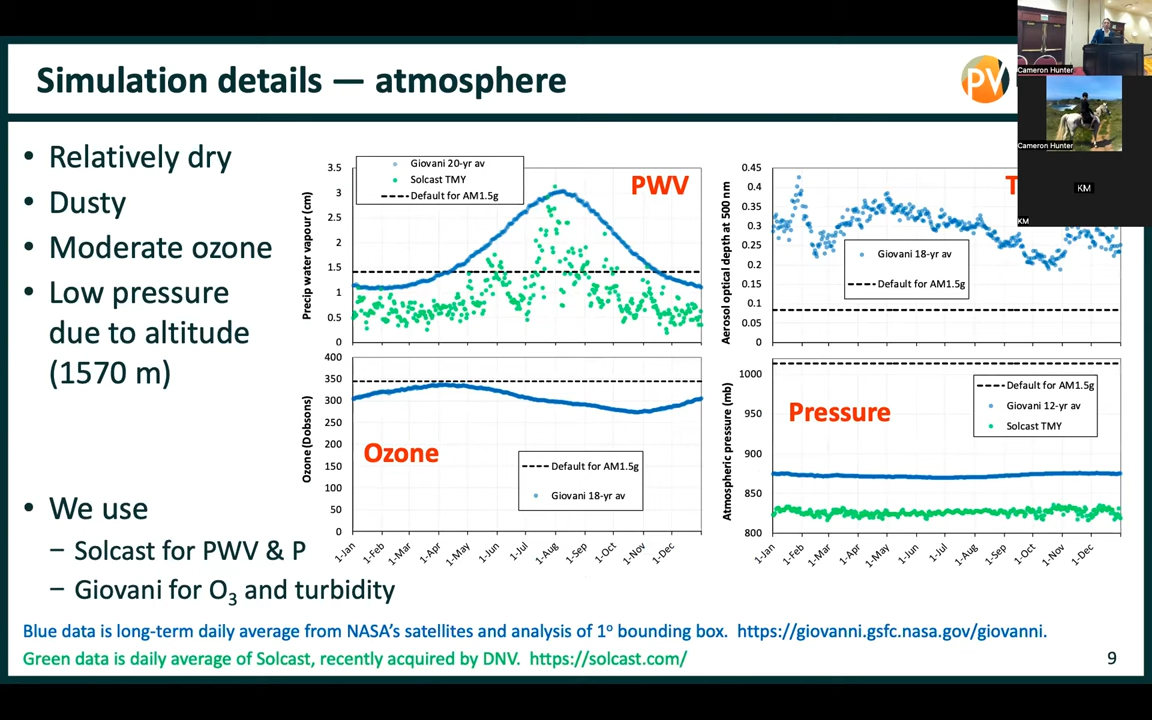 Simulation details — atmosphere
PV
Cameron Hunter
Cameron Hunter
KM
KM
• Relatively dry
• Dusty
• Moderate ozone
• Low pressure
due to altitude
(1570 m)
• We use
– Solcast for PWV & P
– Giovani for O3 and turbidity
Precip water vapour (cm)
3.5
3
2.5
2
1.5
1
0.5
0
Giovani 20-yr av
Solcast TMY
Default for AM1.5g
PWV
Aerosol optical depth at 500 nm
0.45
0.4
0.35
0.3
0.25
0.2
0.15
0.1
0.05
0
T
Giovani 18-yr av
Default for AM1.5g
Ozone (Dobsons)
400
350
300
250
200
150
100
50
0
Ozone
Default for AM1.5g
Giovani 18-yr av
1-Jan
1-Feb
1-Mar
1-Apr
1-May
1-Jun
1-Jul
1-Aug
1-Sep
1-Oct
1-Nov
1-Dec
Atmospheric pressure (mb)
1000
950
900
850
800
Pressure
Default for AM1.5g
Giovani 12-yr av
Solcast TMY
1-Jan
1-Feb
1-Mar
1-Apr
1-May
1-Jun
1-Jul
1-Aug
1-Sep
1-Oct
1-Nov
1-Dec
Blue data is long-term daily average from NASA’s satellites and analysis of 1º bounding box. https://giovanni.gsfc.nasa.gov/giovanni.
Green data is daily average of Solcast, recently acquired by DNV. https://solcast.com/
9